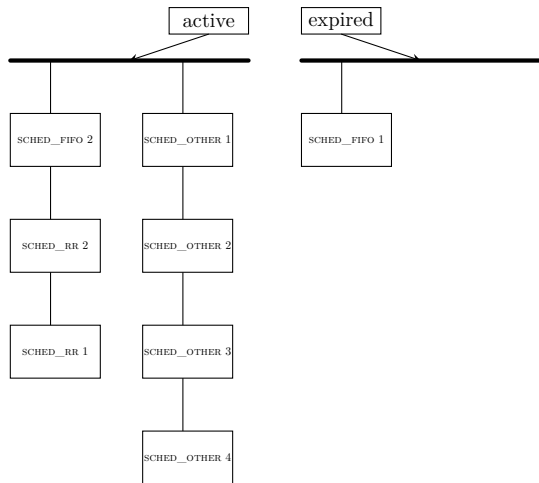 active
expired
SCHED_FIFO 2
SCHED_OTHER 1
SCHED_FIFO 1
SCHED_RR 2
SCHED_OTHER 2
SCHED_RR 1
SCHED_OTHER 3
SCHED_OTHER 4